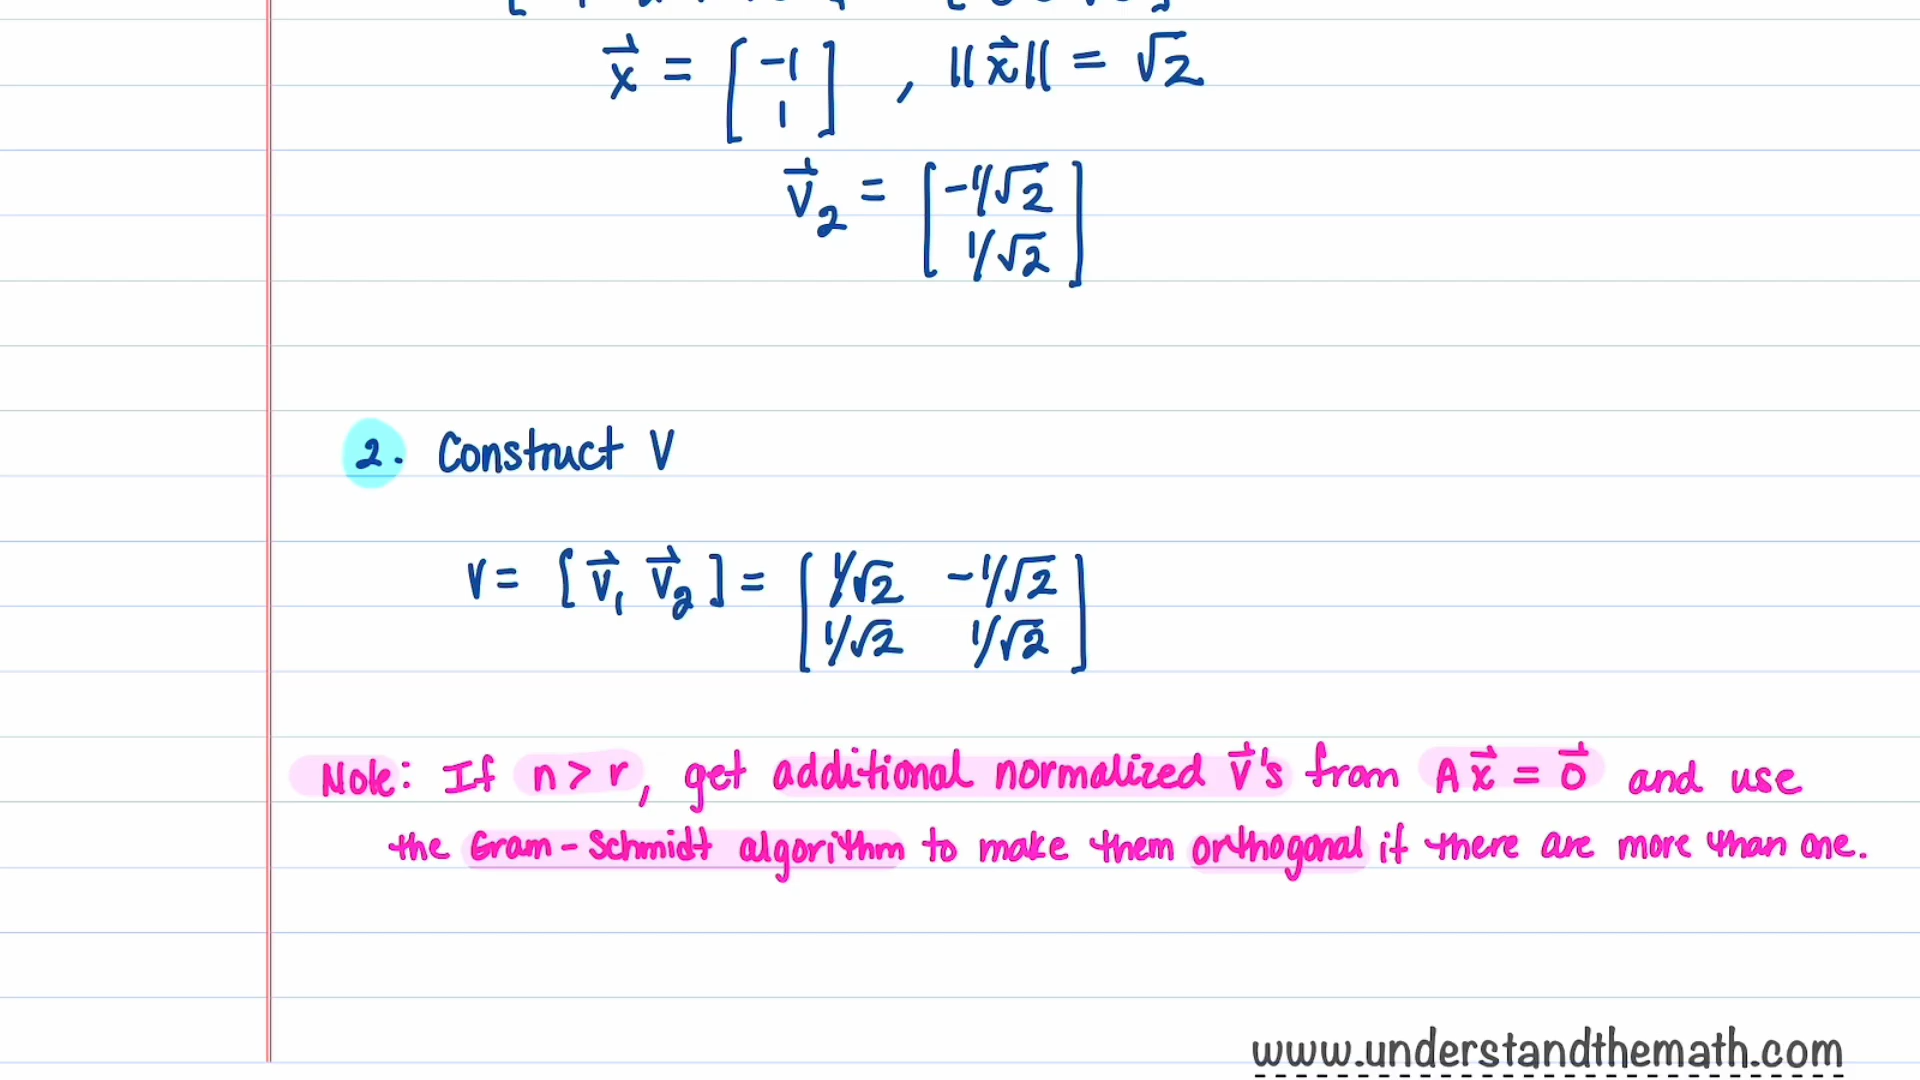 x⃗ = [-1 1] , ||x⃗|| = √2
v⃗₂ = [-1/√2 1/√2]
2. Construct V
V = [v⃗₁ v⃗₂] = [1/√2 -1/√2
1/√2 1/√2]
Note: If n > r, get additional normalized v⃗'s from Ax⃗ = 0⃗ and use
the Gram-Schmidt algorithm to make them orthogonal if there are more than one.
www.understandthemath.com